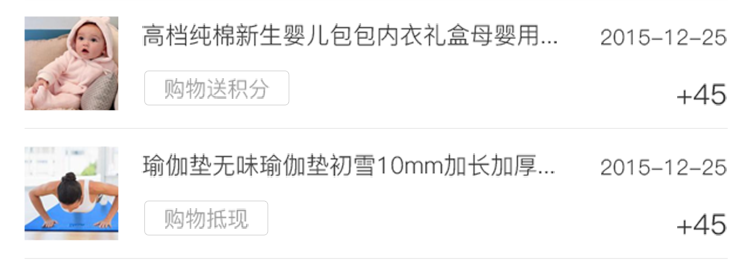 高档纯棉新生婴儿包包内衣礼盒母婴用...
2015-12-25
购物送积分
+45
瑜伽垫无味瑜伽垫初雪10mm加长加厚...
2015-12-25
购物抵现
+45